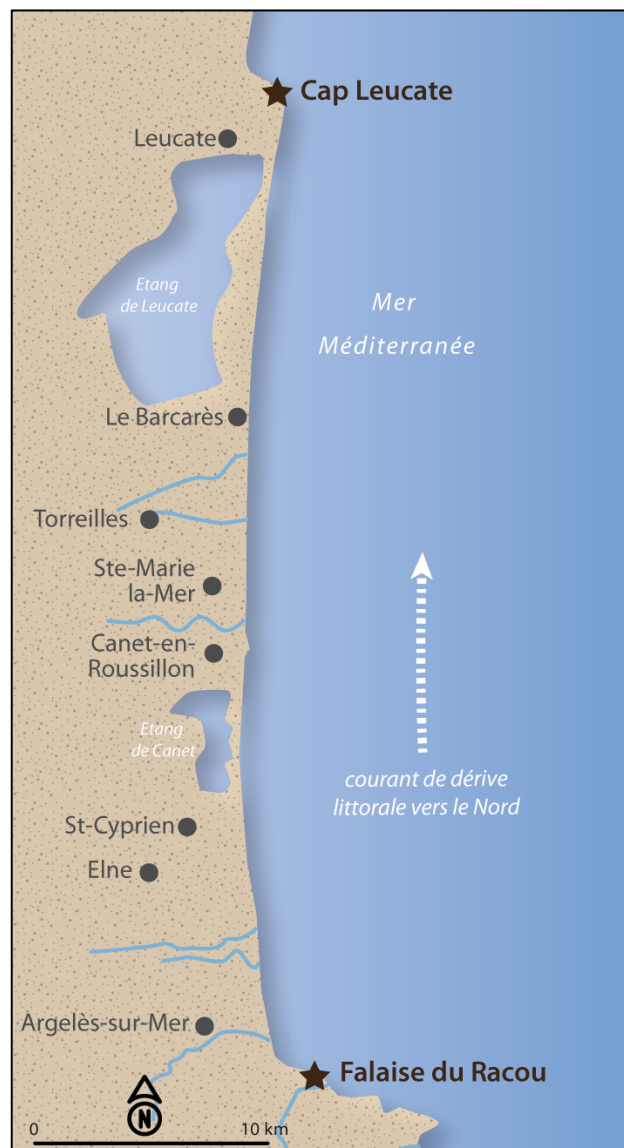 Cap Leucate
Leucate
Etang
de Leucate
Mer
Méditerranée
Le Barcarès
Torreilles
Ste-Marie
la-Mer
Canet-en-
Roussillon
Etang
de Canet
courant de dérive
littorale vers le Nord
St-Cyprien
Elne
Argelès-sur-Mer
Falaise du Racou
N
0
10 km